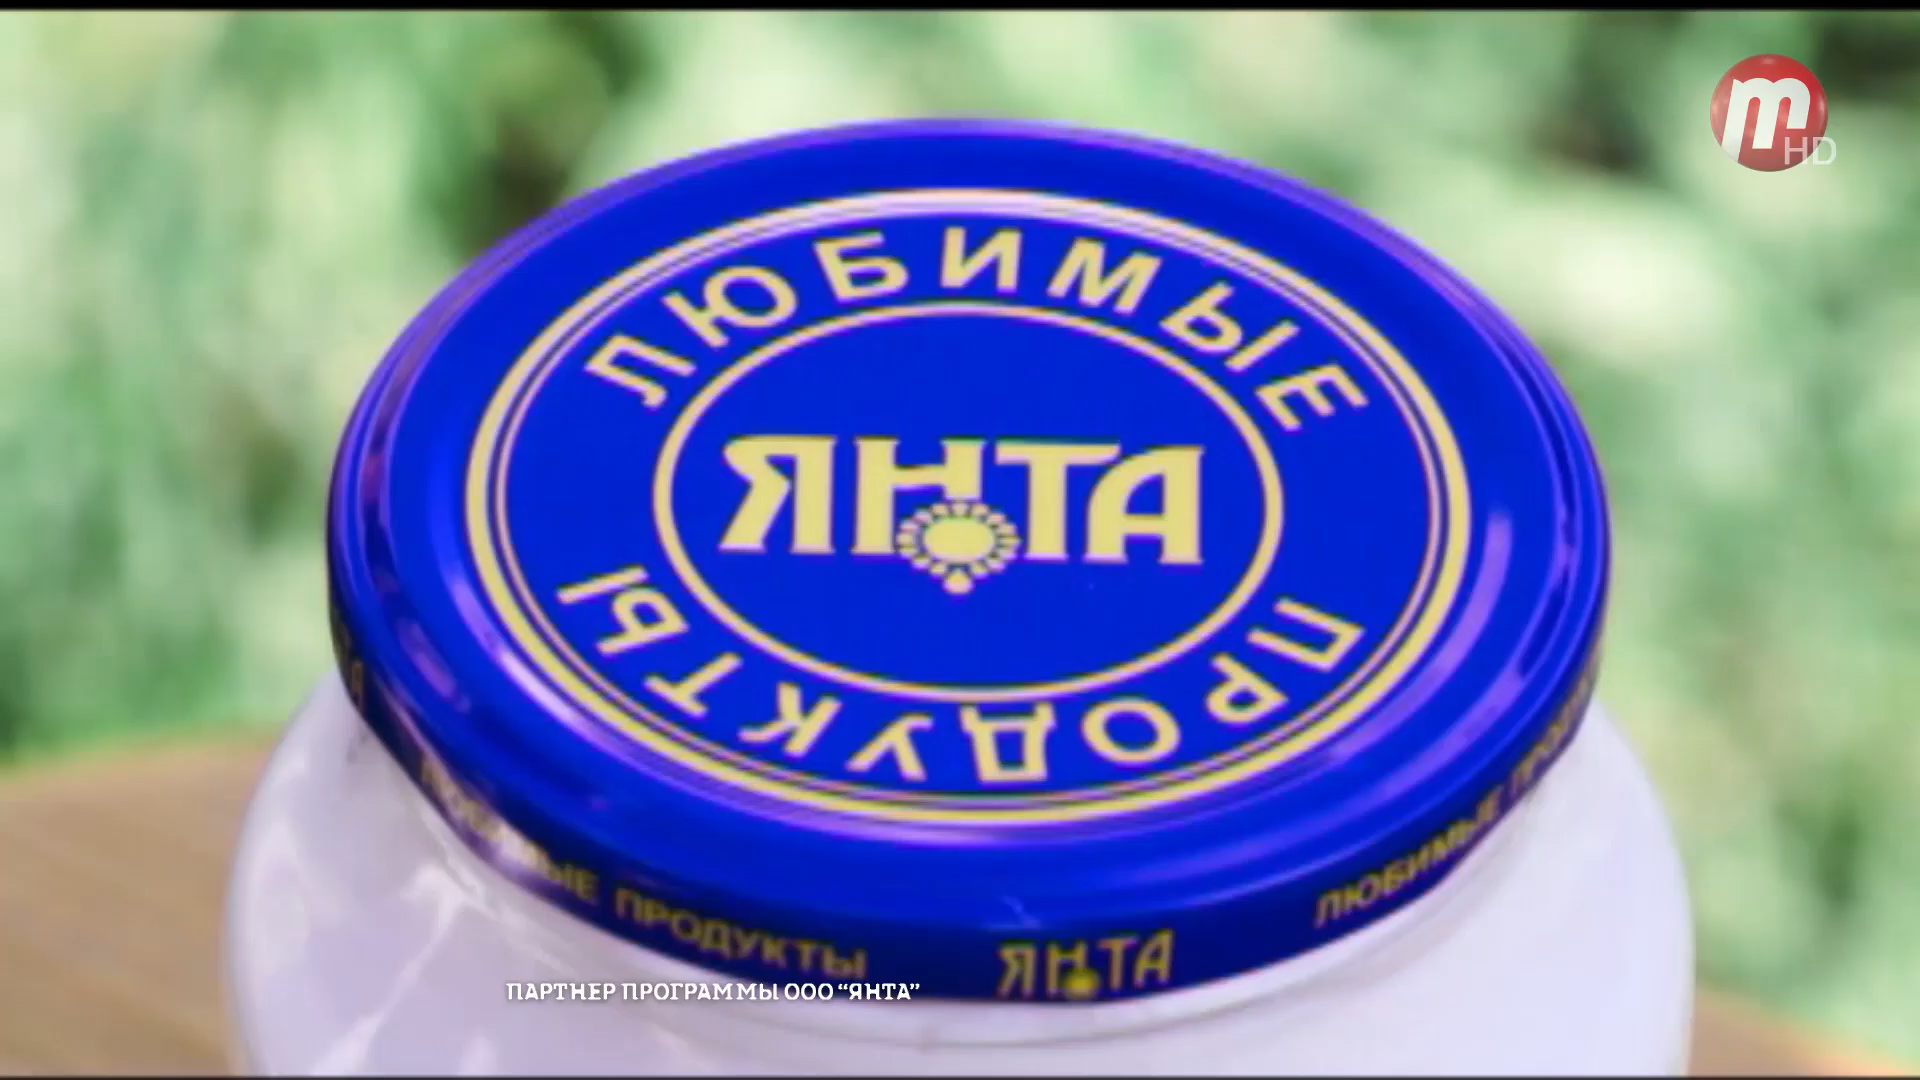 m HD
ЛЮБИМЫЕ
ЯНТА
ПРОДУКТЫ
ЛЮБИМЫЕ ПРОДУКТЫ
ЯНТА
ЛЮБИМЫЕ ПРОДУКТЫ
ПАРТНЕР ПРОГРАММЫ ООО “ЯНТА”